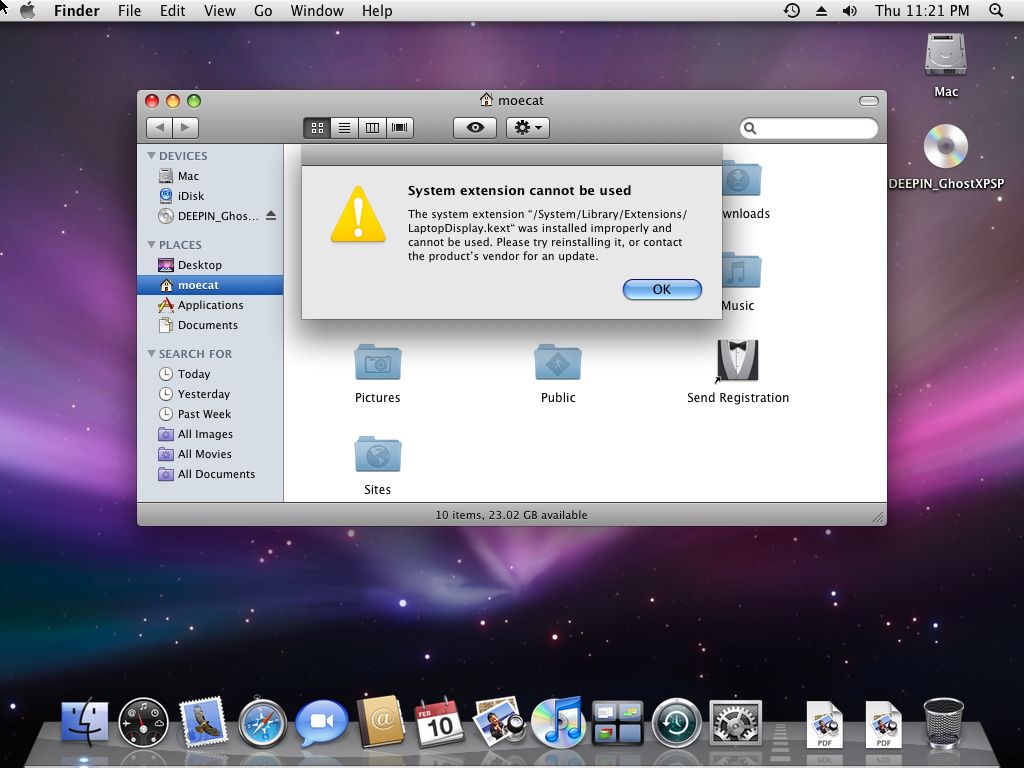 Finder File Edit View Go Window Help Thu 11:21 PM
Mac
DEEPIN_GhostXPSP
moecat
DEVICES
Mac
iDisk
DEEPIN_Ghos...
PLACES
Desktop
moecat
Applications
Documents
SEARCH FOR
Today
Yesterday
Past Week
All Images
All Movies
All Documents
System extension cannot be used
The system extension “/System/Library/Extensions/
LaptopDisplay.kext“ was installed improperly and
cannot be used. Please try reinstalling it, or contact
the product’s vendor for an update.
OK
wnloads
Music
Pictures Public Send Registration
Sites
10 items, 23.02 GB available
FEB
10
PDF PDF